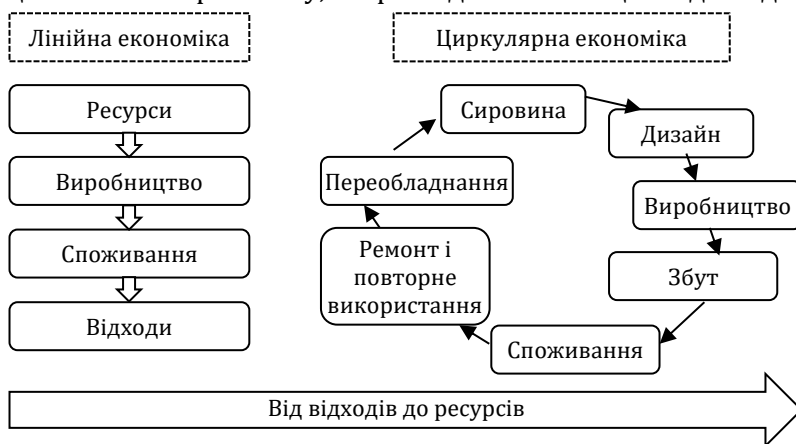 Лінійна економіка
Циркулярна економіка
Ресурси
Виробництво
Споживання
Відходи
Сировина
Дизайн
Виробництво
Збут
Споживання
Ремонт і
повторне
використання
Переобладнання
Від відходів до ресурсів